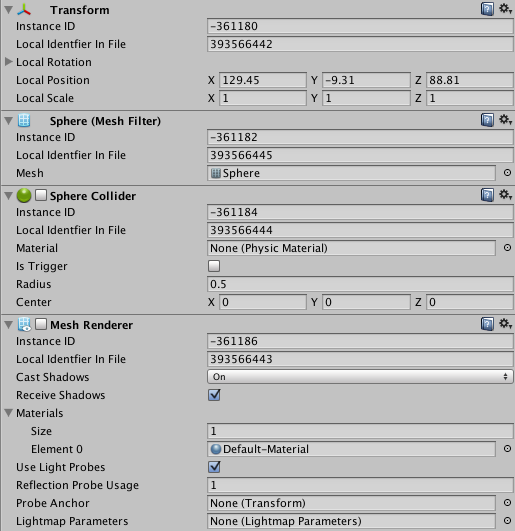 Transform
Instance ID -361180
Local Identfier In File 393566442
Local Rotation
Local Position X 129.45 Y -9.31 Z 88.81
Local Scale X 1 Y 1 Z 1
Sphere (Mesh Filter)
Instance ID -361182
Local Identfier In File 393566445
Mesh Sphere
Sphere Collider
Instance ID -361184
Local Identfier In File 393566444
Material None (Physic Material)
Is Trigger
Radius 0.5
Center X 0 Y 0 Z 0
Mesh Renderer
Instance ID -361186
Local Identfier In File 393566443
Cast Shadows On
Receive Shadows
Materials
Size 1
Element 0 Default-Material
Use Light Probes
Reflection Probe Usage 1
Probe Anchor None (Transform)
Lightmap Parameters None (Lightmap Parameters)